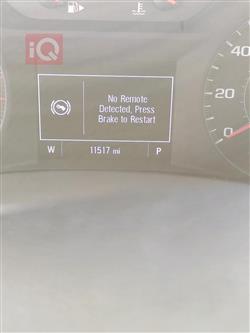 iQ
No Remote
Detected, Press
Brake to Restart
W 11517 mi P
40
20
0